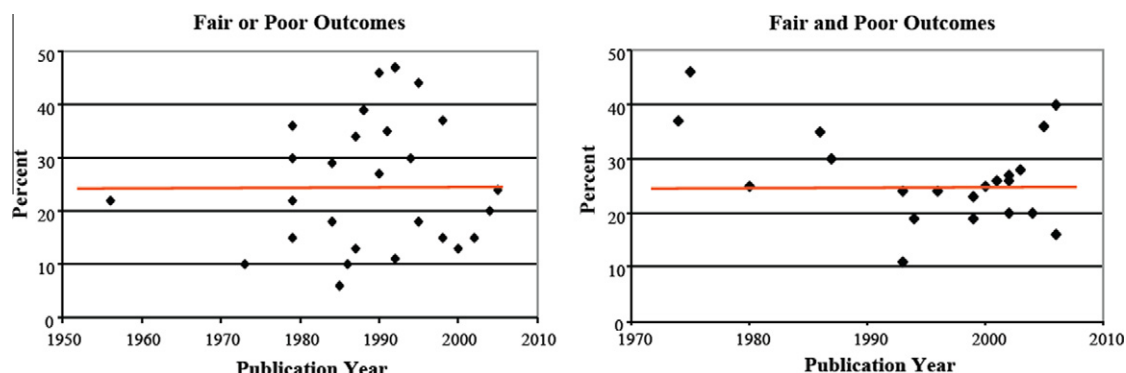 Fair or Poor Outcomes
50
40
30
20
10
0
Percent
1950 1960 1970 1980 1990 2000 2010
Publication Year
Fair and Poor Outcomes
50
40
30
20
10
0
Percent
1970 1980 1990 2000 2010
Publication Year